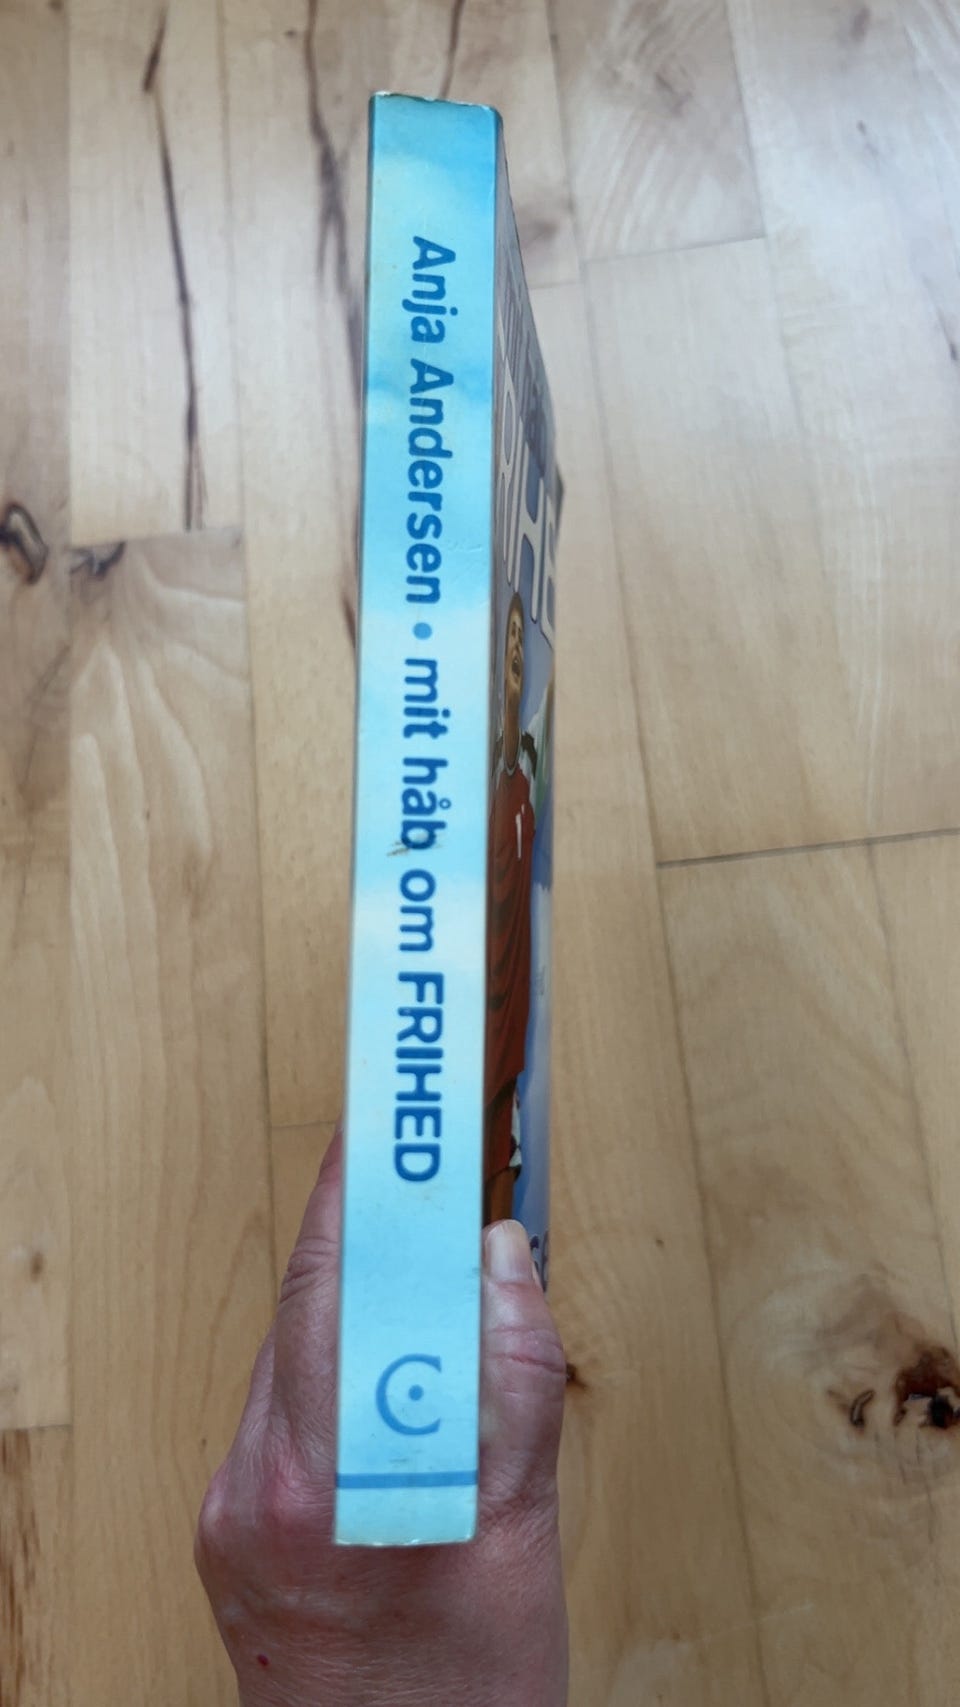 Anja Andersen • mit håb om FRIHED